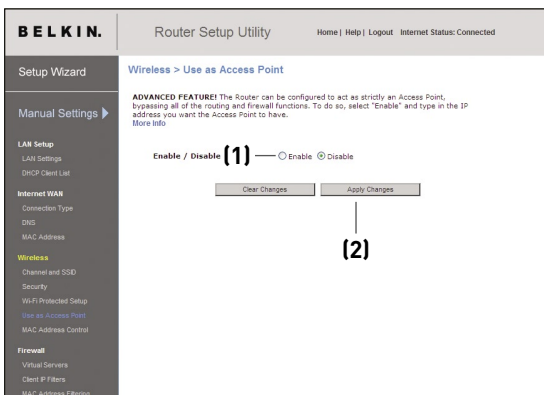 BELKIN.
Router Setup Utility
Home | Help | Logout Internet Status: Connected
Setup Wizard
Manual Settings
LAN Setup
LAN Settings
DHCP Client List
Internet WAN
Connection Type
DNS
MAC Address
Wireless
Channel and SSID
Security
Wi-Fi Protected Setup
Use as Access Point
MAC Address Control
Firewall
Virtual Servers
Client IP Filters
MAC Address Filtering
Wireless > Use as Access Point
ADVANCED FEATURE! The Router can be configured to act as strictly an Access Point,
bypassing all of the routing and firewall functions. To do so, select "Enable" and type in the IP
address you want the Access Point to have.
More Info
Enable / Disable (1) Enable Disable
Clear Changes Apply Changes
(2)